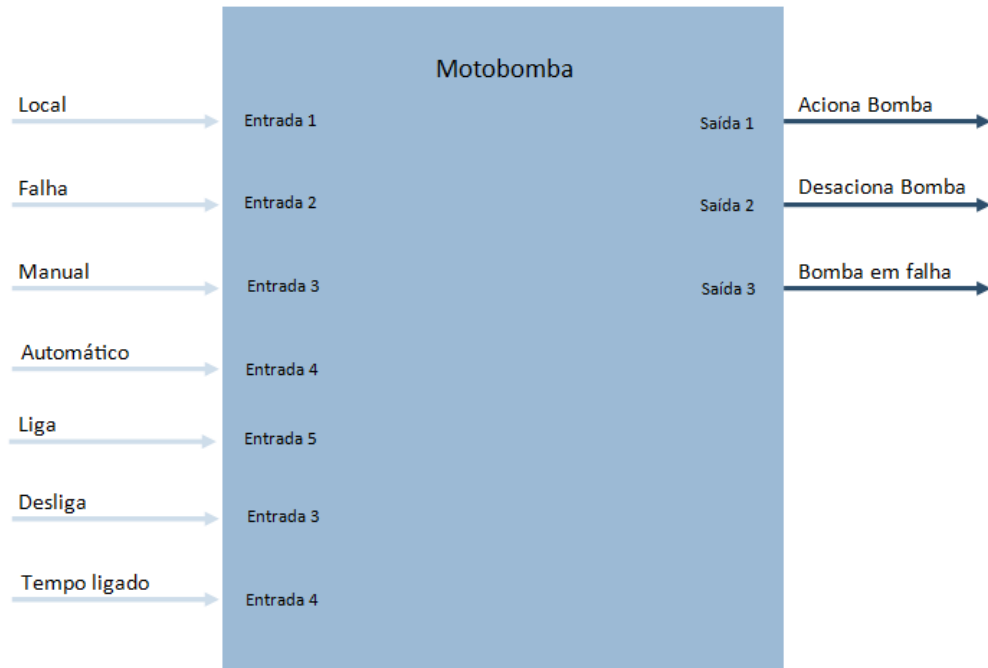 Motobomba
Local
Entrada 1
Saída 1
Aciona Bomba
Falha
Entrada 2
Saída 2
Desaciona Bomba
Manual
Entrada 3
Saída 3
Bomba em falha
Automático
Entrada 4
Liga
Entrada 5
Desliga
Entrada 3
Tempo ligado
Entrada 4